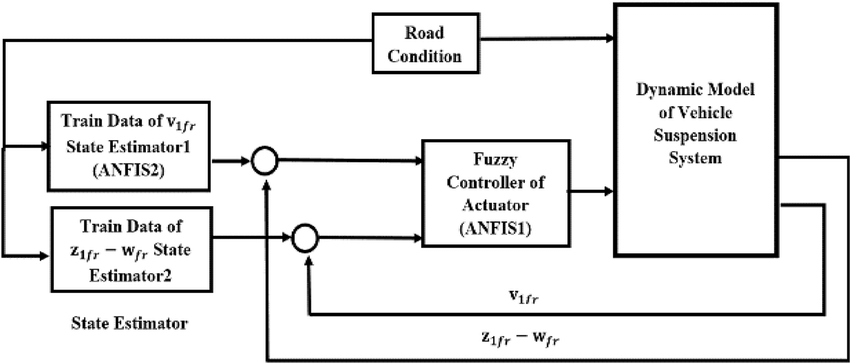 Road
Condition
Dynamic Model
of Vehicle
Suspension
System
Train Data of v₁fr
State Estimator1
(ANFIS2)
Fuzzy
Controller of
Actuator
(ANFIS1)
Train Data of
z₁fr − wfr State
Estimator2
State Estimator
v₁fr
z₁fr − wfr